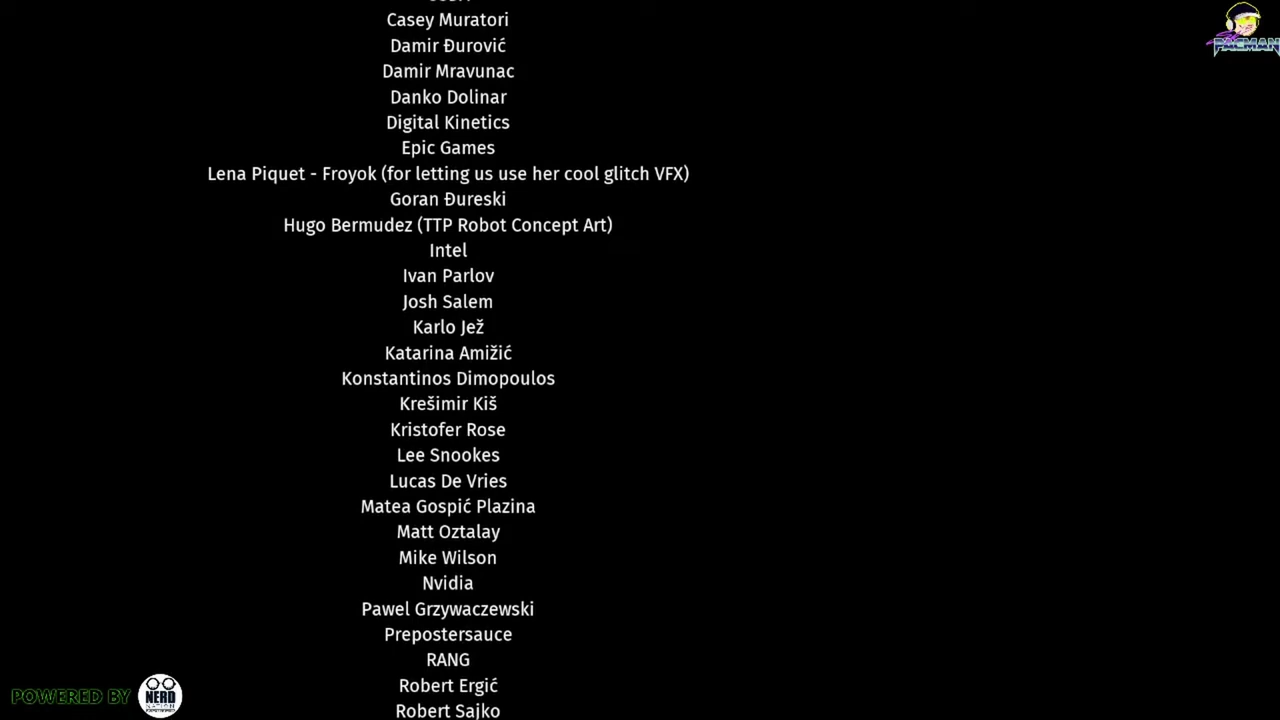 Casey Muratori
Damir Đurović
Damir Mravunac
Danko Dolinar
Digital Kinetics
Epic Games
Lena Piquet - Froyok (for letting us use her cool glitch VFX)
Goran Đureski
Hugo Bermudez (TTP Robot Concept Art)
Intel
Ivan Parlov
Josh Salem
Karlo Jež
Katarina Amižić
Konstantinos Dimopoulos
Krešimir Kiš
Kristofer Rose
Lee Snookes
Lucas De Vries
Matea Gospić Plazina
Matt Oztalay
Mike Wilson
Nvidia
Pawel Grzywaczewski
Prepostersauce
RANG
Robert Ergić
Robert Sajko
PACMAN
POWERED BY
NERD
NATION